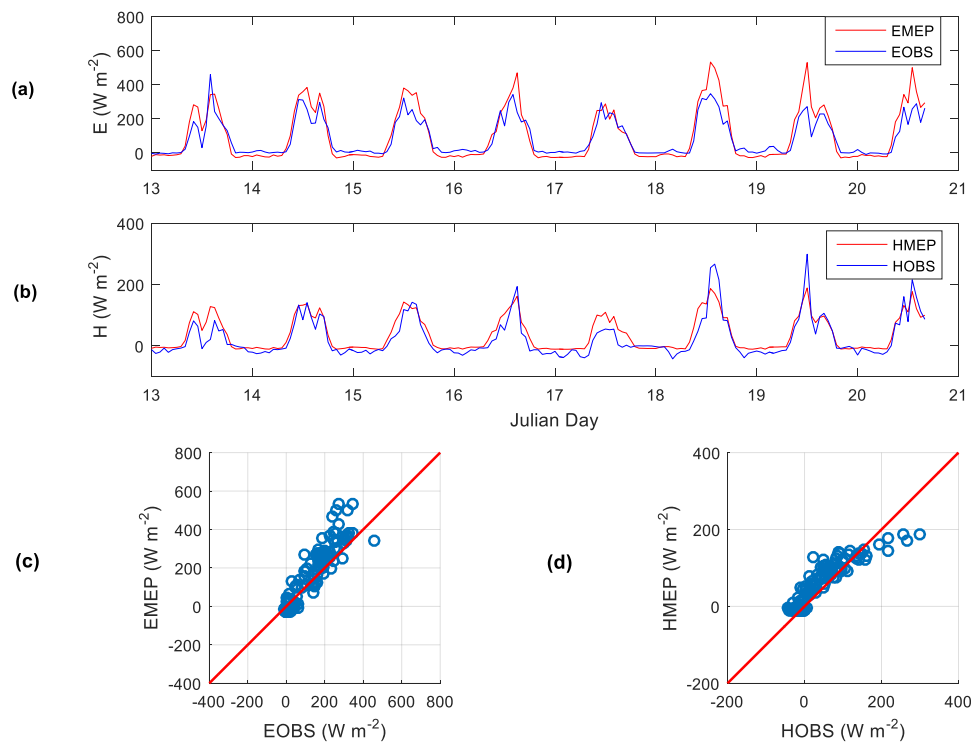 (a)
E (W m-2)
800
600
400
200
0
EMEP
EOBS
13 14 15 16 17 18 19 20 21
(b)
H (W m-2)
400
200
0
HMEP
HOBS
13 14 15 16 17 18 19 20 21
Julian Day
(c)
EMEP (W m-2)
800
600
400
200
0
-200
-400
-400 -200 0 200 400 600 800
EOBS (W m-2)
(d)
HMEP (W m-2)
400
200
0
-200
-200 0 200 400
HOBS (W m-2)